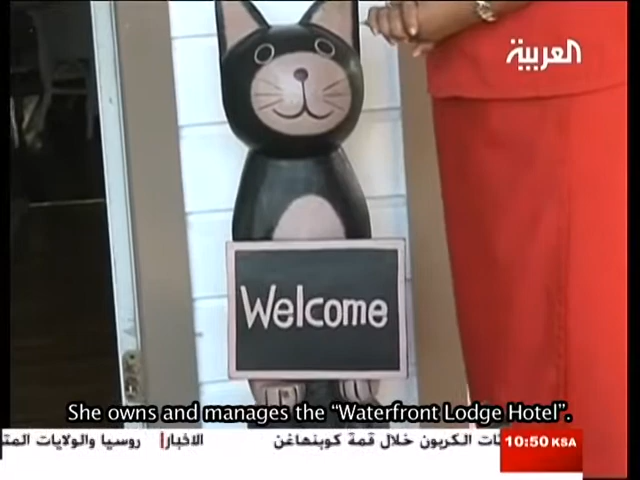 العربية
Welcome
She owns and manages the “Waterfront Lodge Hotel”.
ات الكربون خلال قمة كوبنهاغن الاخبار| روسيا والولايات المت
10:50 KSA